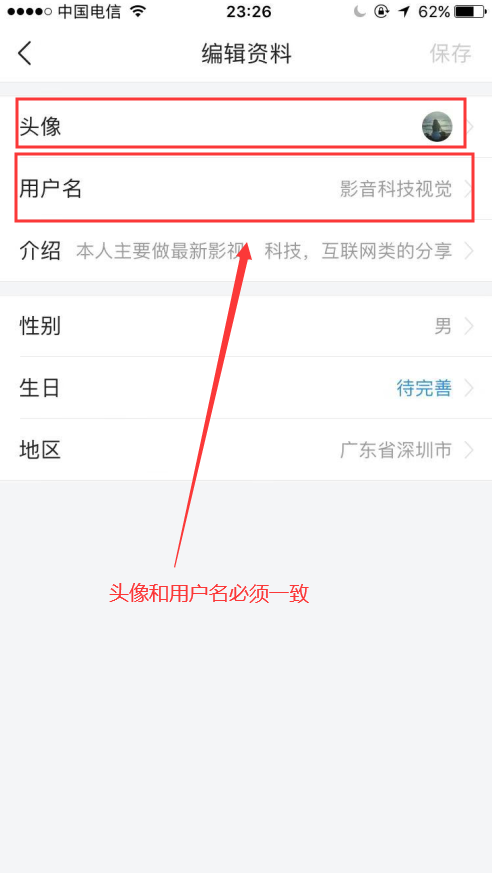 中国电信 23:26 62%
编辑资料 保存
头像
用户名 影音科技视觉
介绍 本人主要做最新影视、科技，互联网类的分享
性别 男
生日 待完善
地区 广东省深圳市
头像和用户名必须一致